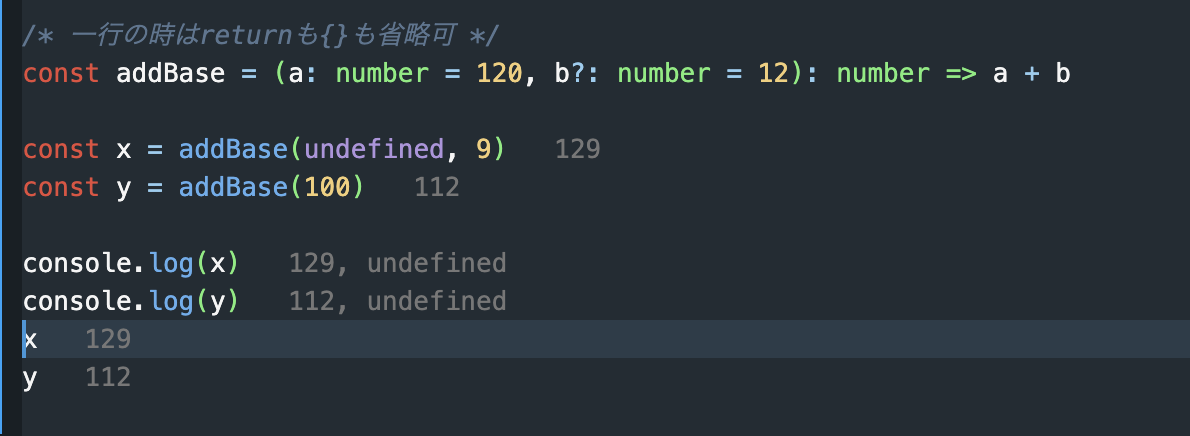 /* 一行の時はreturnも{}も省略可 */
const addBase = (a: number = 120, b?: number = 12): number => a + b
const x = addBase(undefined, 9) 129
const y = addBase(100) 112
console.log(x) 129, undefined
console.log(y) 112, undefined
x 129
y 112